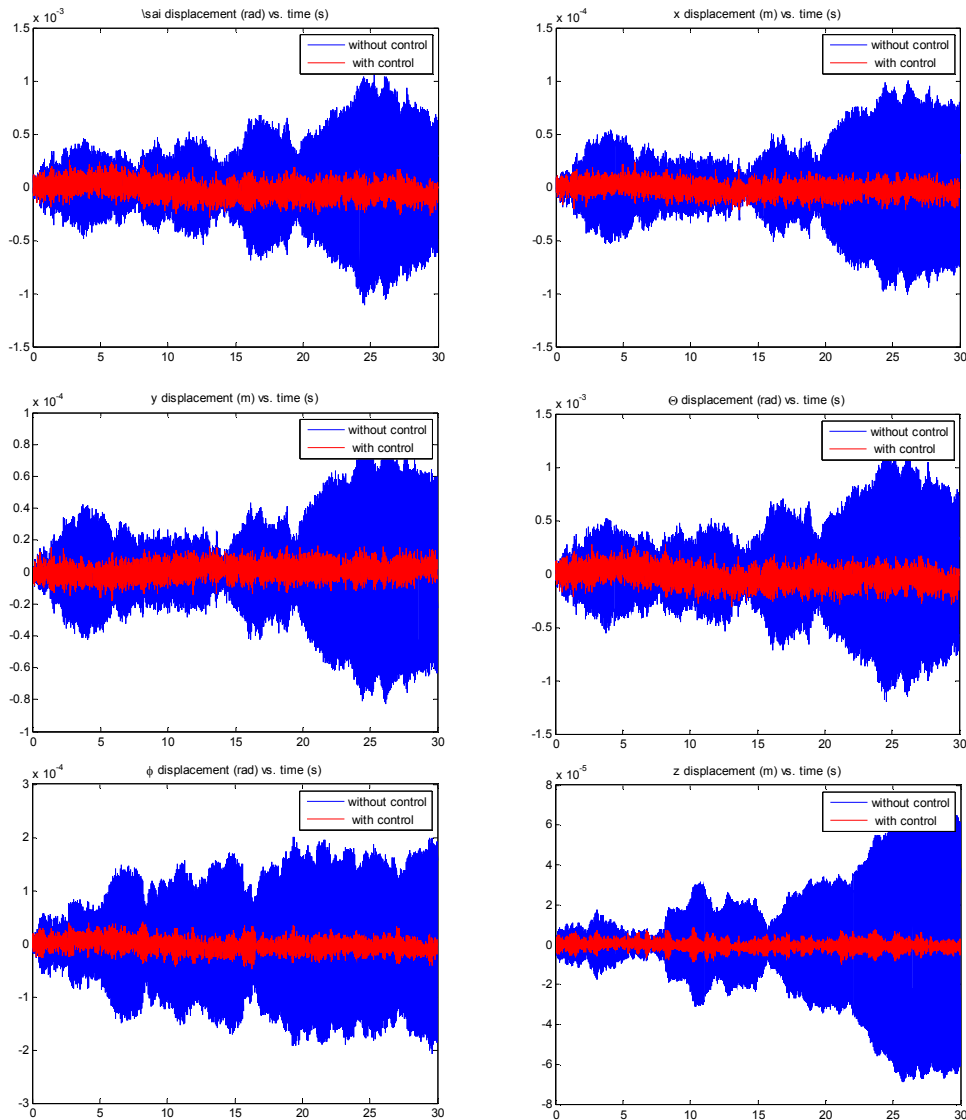 \sai displacement (rad) vs. time (s)
x 10^-3
1.5
1
0.5
0
-0.5
-1
-1.5
0 5 10 15 20 25 30
without control
with control
x displacement (m) vs. time (s)
x 10^-4
1.5
1
0.5
0
-0.5
-1
-1.5
0 5 10 15 20 25 30
without control
with control
y displacement (m) vs. time (s)
x 10^-4
1
0.8
0.6
0.4
0.2
0
-0.2
-0.4
-0.6
-0.8
-1
0 5 10 15 20 25 30
without control
with control
Θ displacement (rad) vs. time (s)
x 10^-3
1.5
1
0.5
0
-0.5
-1
-1.5
0 5 10 15 20 25 30
without control
with control
ϕ displacement (rad) vs. time (s)
x 10^-4
3
2
1
0
-1
-2
-3
0 5 10 15 20 25 30
without control
with control
z displacement (m) vs. time (s)
x 10^-5
8
6
4
2
0
-2
-4
-6
-8
0 5 10 15 20 25 30
without control
with control